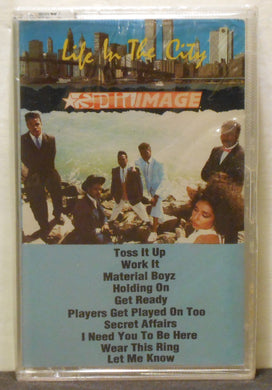 Life In The City
Split IMAGE
Toss It Up
Work It
Material Boyz
Holding On
Get Ready
Players Get Played On Too
Secret Affairs
I Need You To Be Here
Wear This Ring
Let Me Know